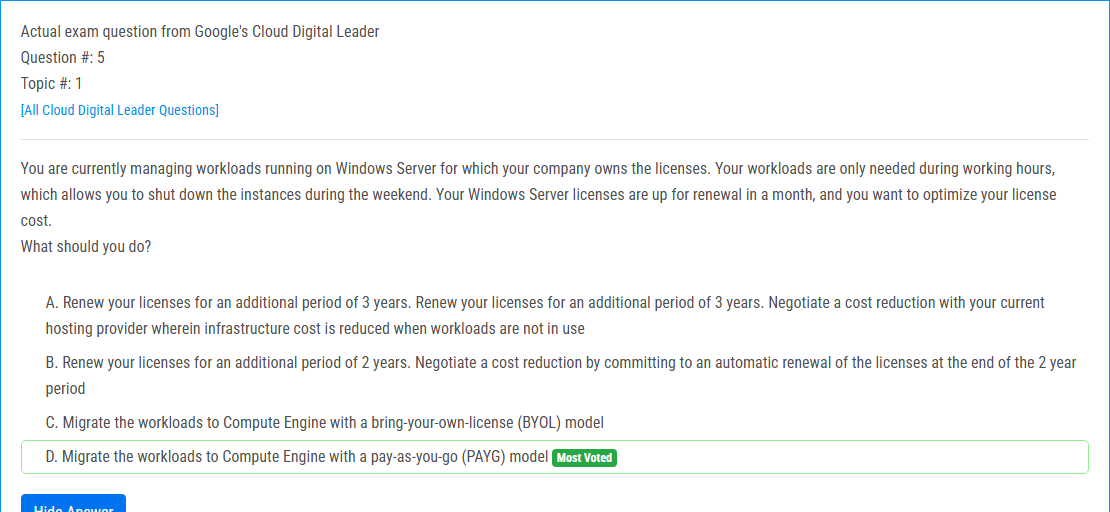 Actual exam question from Google's Cloud Digital Leader
Question #: 5
Topic #: 1
[All Cloud Digital Leader Questions]
You are currently managing workloads running on Windows Server for which your company owns the licenses. Your workloads are only needed during working hours,
which allows you to shut down the instances during the weekend. Your Windows Server licenses are up for renewal in a month, and you want to optimize your license
cost.
What should you do?
A. Renew your licenses for an additional period of 3 years. Renew your licenses for an additional period of 3 years. Negotiate a cost reduction with your current
hosting provider wherein infrastructure cost is reduced when workloads are not in use
B. Renew your licenses for an additional period of 2 years. Negotiate a cost reduction by committing to an automatic renewal of the licenses at the end of the 2 year
period
C. Migrate the workloads to Compute Engine with a bring-your-own-license (BYOL) model
D. Migrate the workloads to Compute Engine with a pay-as-you-go (PAYG) model Most Voted
Hide Answer